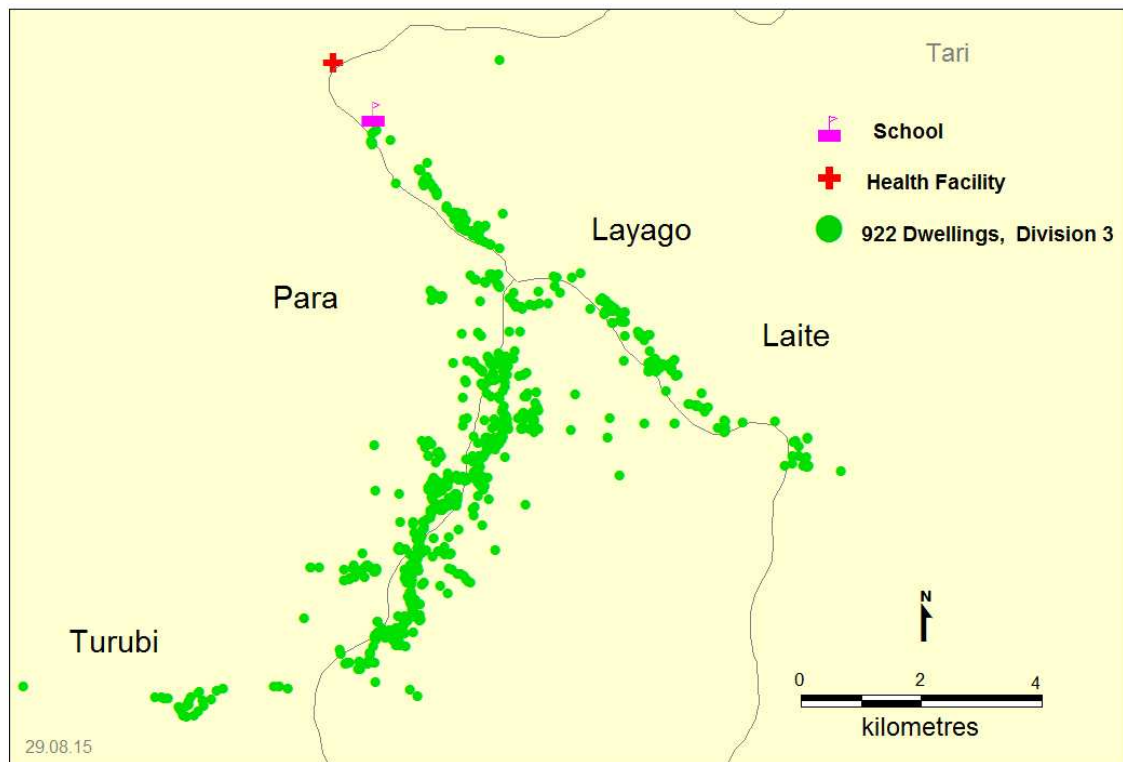 Tari
School
Health Facility
922 Dwellings, Division 3
Layago
Para
Laite
Turubi
N
0 2 4
kilometres
29.08.15